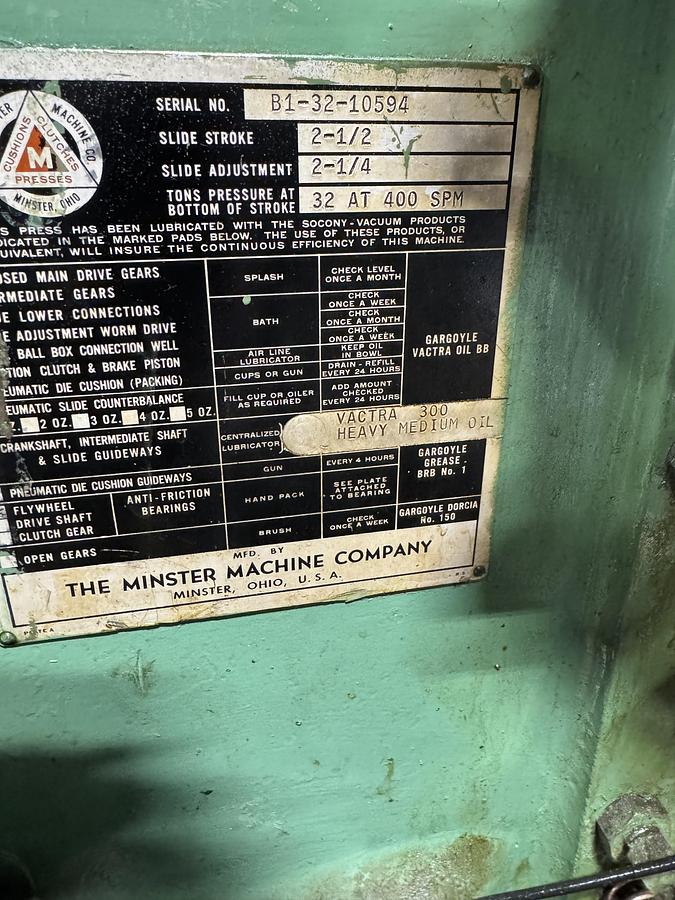 MACHINE CO
CUSHIONS
CLUTCHES
M
PRESSES
MINSTER, OHIO
SERIAL NO. B1-32-10594
SLIDE STROKE 2-1/2
SLIDE ADJUSTMENT 2-1/4
TONS PRESSURE AT
BOTTOM OF STROKE 32 AT 400 SPM
S PRESS HAS BEEN LUBRICATED WITH THE SOCONY-VACUUM PRODUCTS
DICATED IN THE MARKED PADS BELOW. THE USE OF THESE PRODUCTS, OR
UIVALENT, WILL INSURE THE CONTINUOUS EFFICIENCY OF THIS MACHINE.
OSED MAIN DRIVE GEARS
RMEDIATE GEARS
E LOWER CONNECTIONS
E ADJUSTMENT WORM DRIVE
BALL BOX CONNECTION WELL
TION CLUTCH & BRAKE PISTON
EUMATIC DIE CUSHION (PACKING)
EUMATIC SLIDE COUNTERBALANCE
Z. 2 OZ. 3 OZ. 4 OZ. 5 OZ.
CRANKSHAFT, INTERMEDIATE SHAFT
& SLIDE GUIDEWAYS
PNEUMATIC DIE CUSHION GUIDEWAYS
FLYWHEEL
DRIVE SHAFT
CLUTCH GEAR
ANTI-FRICTION
BEARINGS
OPEN GEARS
SPLASH
BATH
AIR LINE
LUBRICATOR
CUPS OR GUN
FILL CUP OR OILER
AS REQUIRED
CENTRALIZED
LUBRICATOR
GUN
HAND PACK
BRUSH
CHECK LEVEL
ONCE A MONTH
CHECK
ONCE A WEEK
CHECK
ONCE A MONTH
CHECK
ONCE A WEEK
KEEP OIL
IN BOWL
DRAIN - REFILL
EVERY 24 HOURS
ADD AMOUNT
CHECKED
EVERY 24 HOURS
EVERY 4 HOURS
SEE PLATE
ATTACHED
TO BEARING
CHECK
ONCE A WEEK
GARGOYLE
VACTRA OIL BB
VACTRA 300
HEAVY MEDIUM OIL
GARGOYLE
GREASE
BRB No. 1
GARGOYLE DORCIA
No. 150
MFD. BY
THE MINSTER MACHINE COMPANY
MINSTER, OHIO, U.S.A.
PLATE A